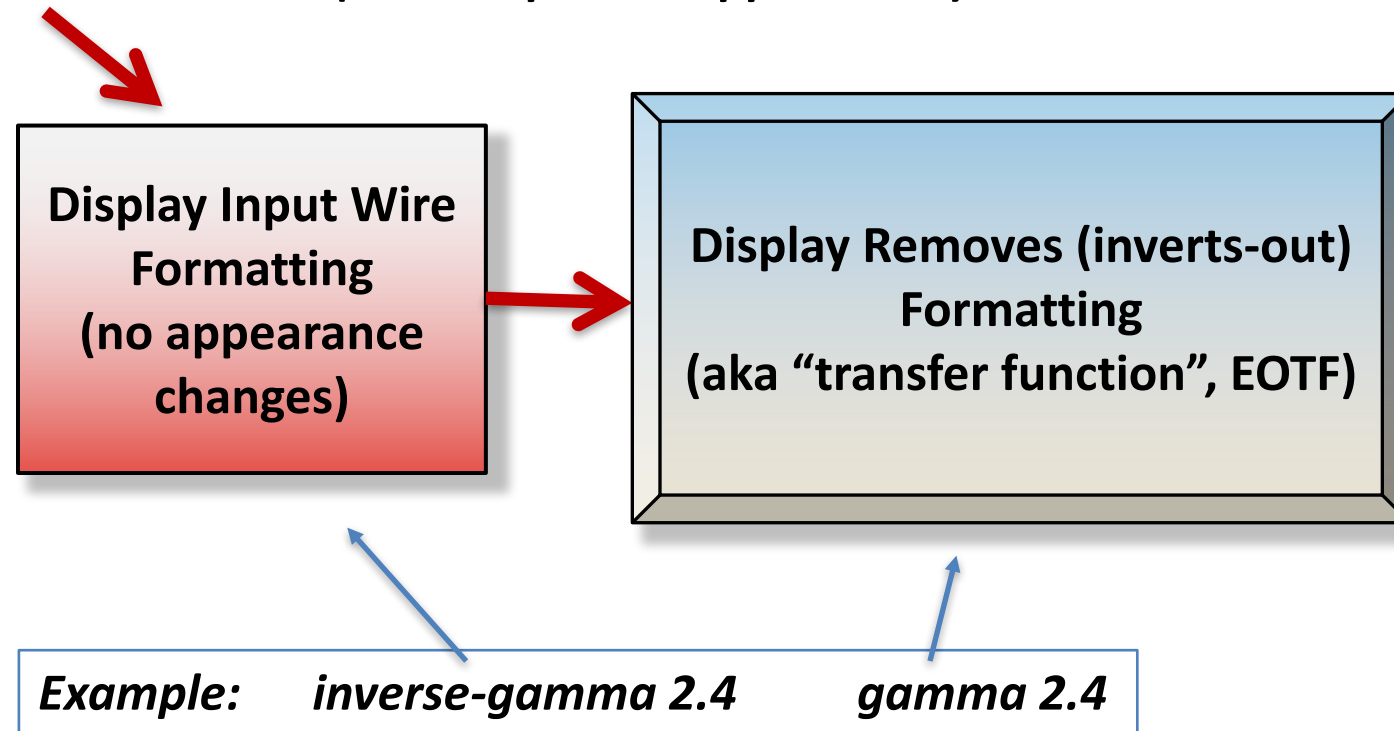 Display Input Wire
Formatting
(no appearance
changes)
Display Removes (inverts-out)
Formatting
(aka “transfer function”, EOTF)
Example: inverse-gamma 2.4 gamma 2.4